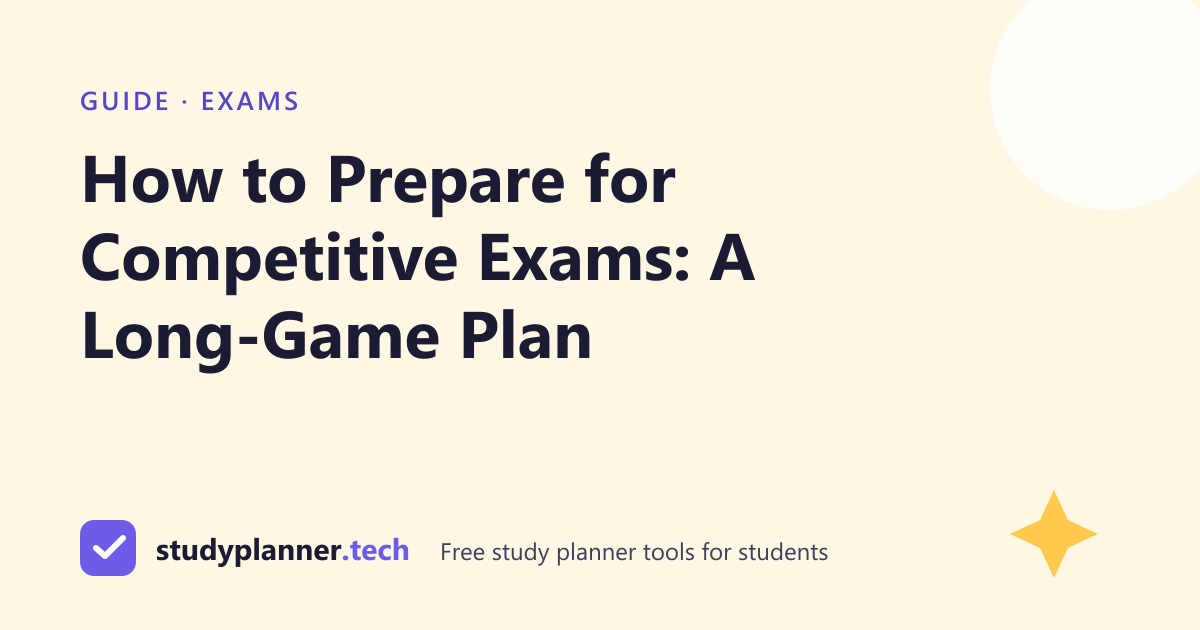 GUIDE · EXAMS
How to Prepare for
Competitive Exams: A
Long-Game Plan
studyplanner.tech Free study planner tools for students